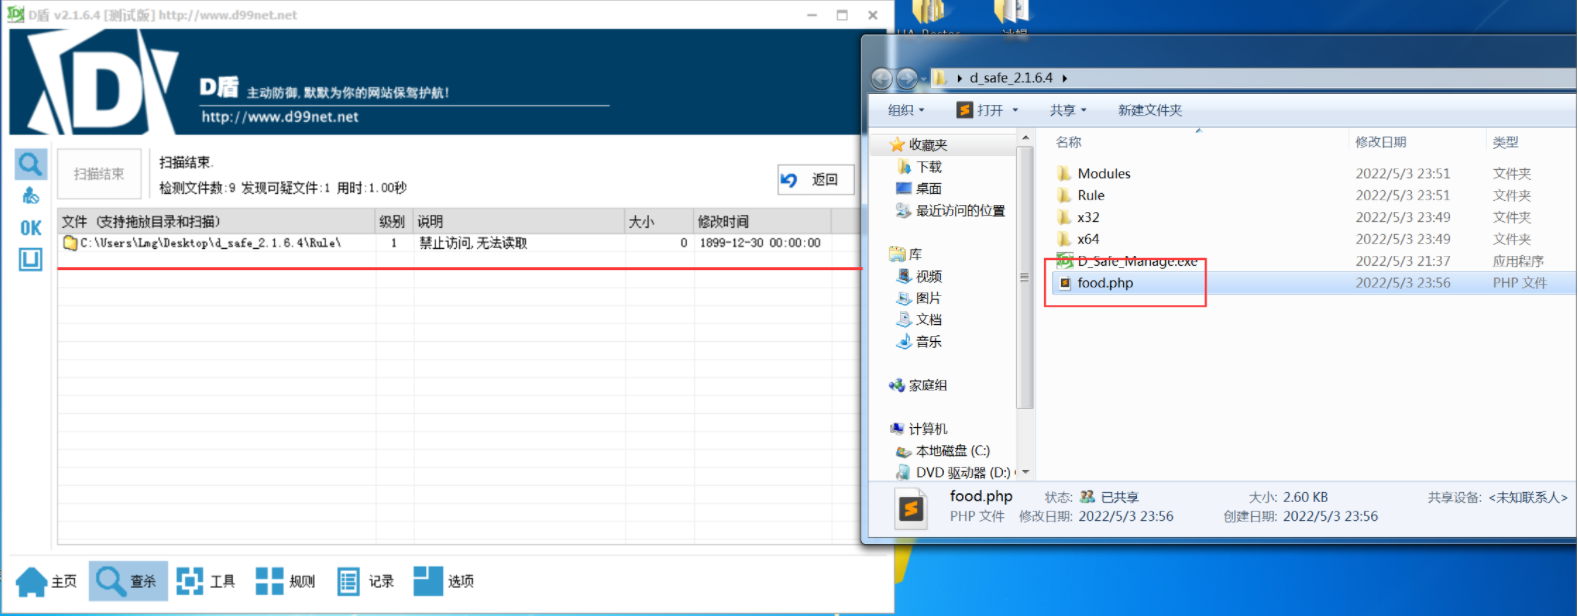 D盾 v2.1.6.4 [测试版] http://www.d99net.net
D盾 主动防御,默默为你的网站保驾护航!
http://www.d99net.net
扫描结束
扫描结束.
检测文件数:9 发现可疑文件:1 用时:1.00秒
返回
文件 (支持拖放目录和扫描) 级别 说明 大小 修改时间
C:\Users\Lmg\Desktop\d_safe_2.1.6.4\Rule\ 1 禁止访问,无法读取 0 1899-12-30 00:00:00
OK
主页 查杀 工具 规则 记录 选项
d_safe_2.1.6.4
组织 打开 共享 新建文件夹
收藏夹
下载
桌面
最近访问的位置
库
视频
图片
文档
音乐
家庭组
计算机
本地磁盘 (C:)
DVD 驱动器 (D:)
名称 修改日期 类型
Modules 2022/5/3 23:51 文件夹
Rule 2022/5/3 23:51 文件夹
x32 2022/5/3 23:49 文件夹
x64 2022/5/3 23:49 文件夹
D_Safe_Manage.exe 2022/5/3 21:37 应用程序
food.php 2022/5/3 23:56 PHP 文件
food.php 状态: 已共享 大小: 2.60 KB 共享设备: <未知联系人>
PHP 文件 修改日期: 2022/5/3 23:56 创建日期: 2022/5/3 23:56